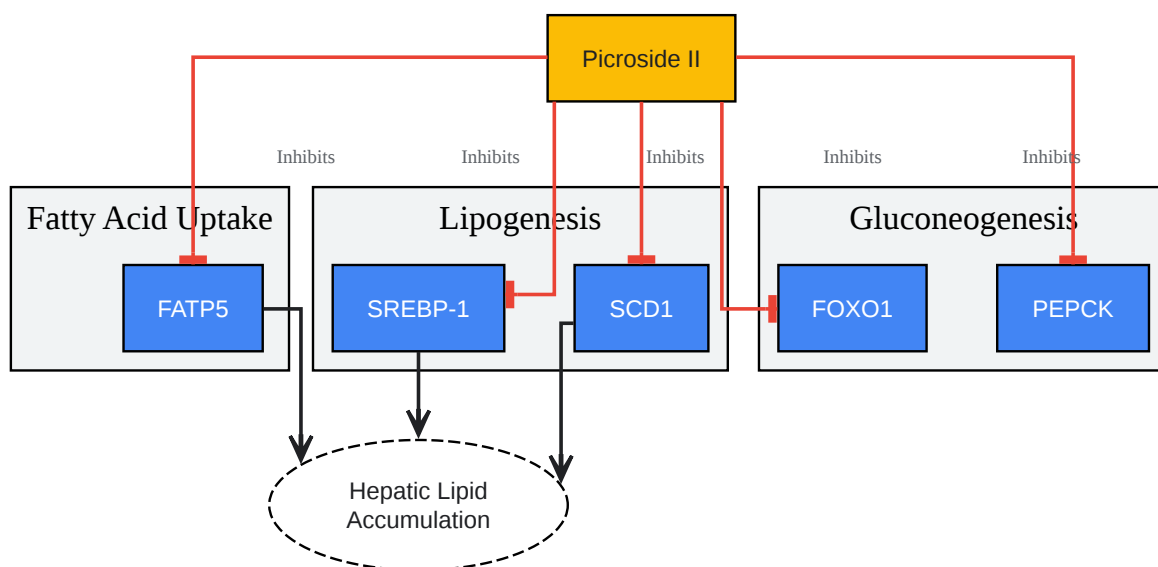 Picroside II
Inhibits
Inhibits
Inhibits
Inhibits
Inhibits
Fatty Acid Uptake
Lipogenesis
Gluconeogenesis
FATP5
SREBP-1
SCD1
FOXO1
PEPCK
Hepatic Lipid
Accumulation